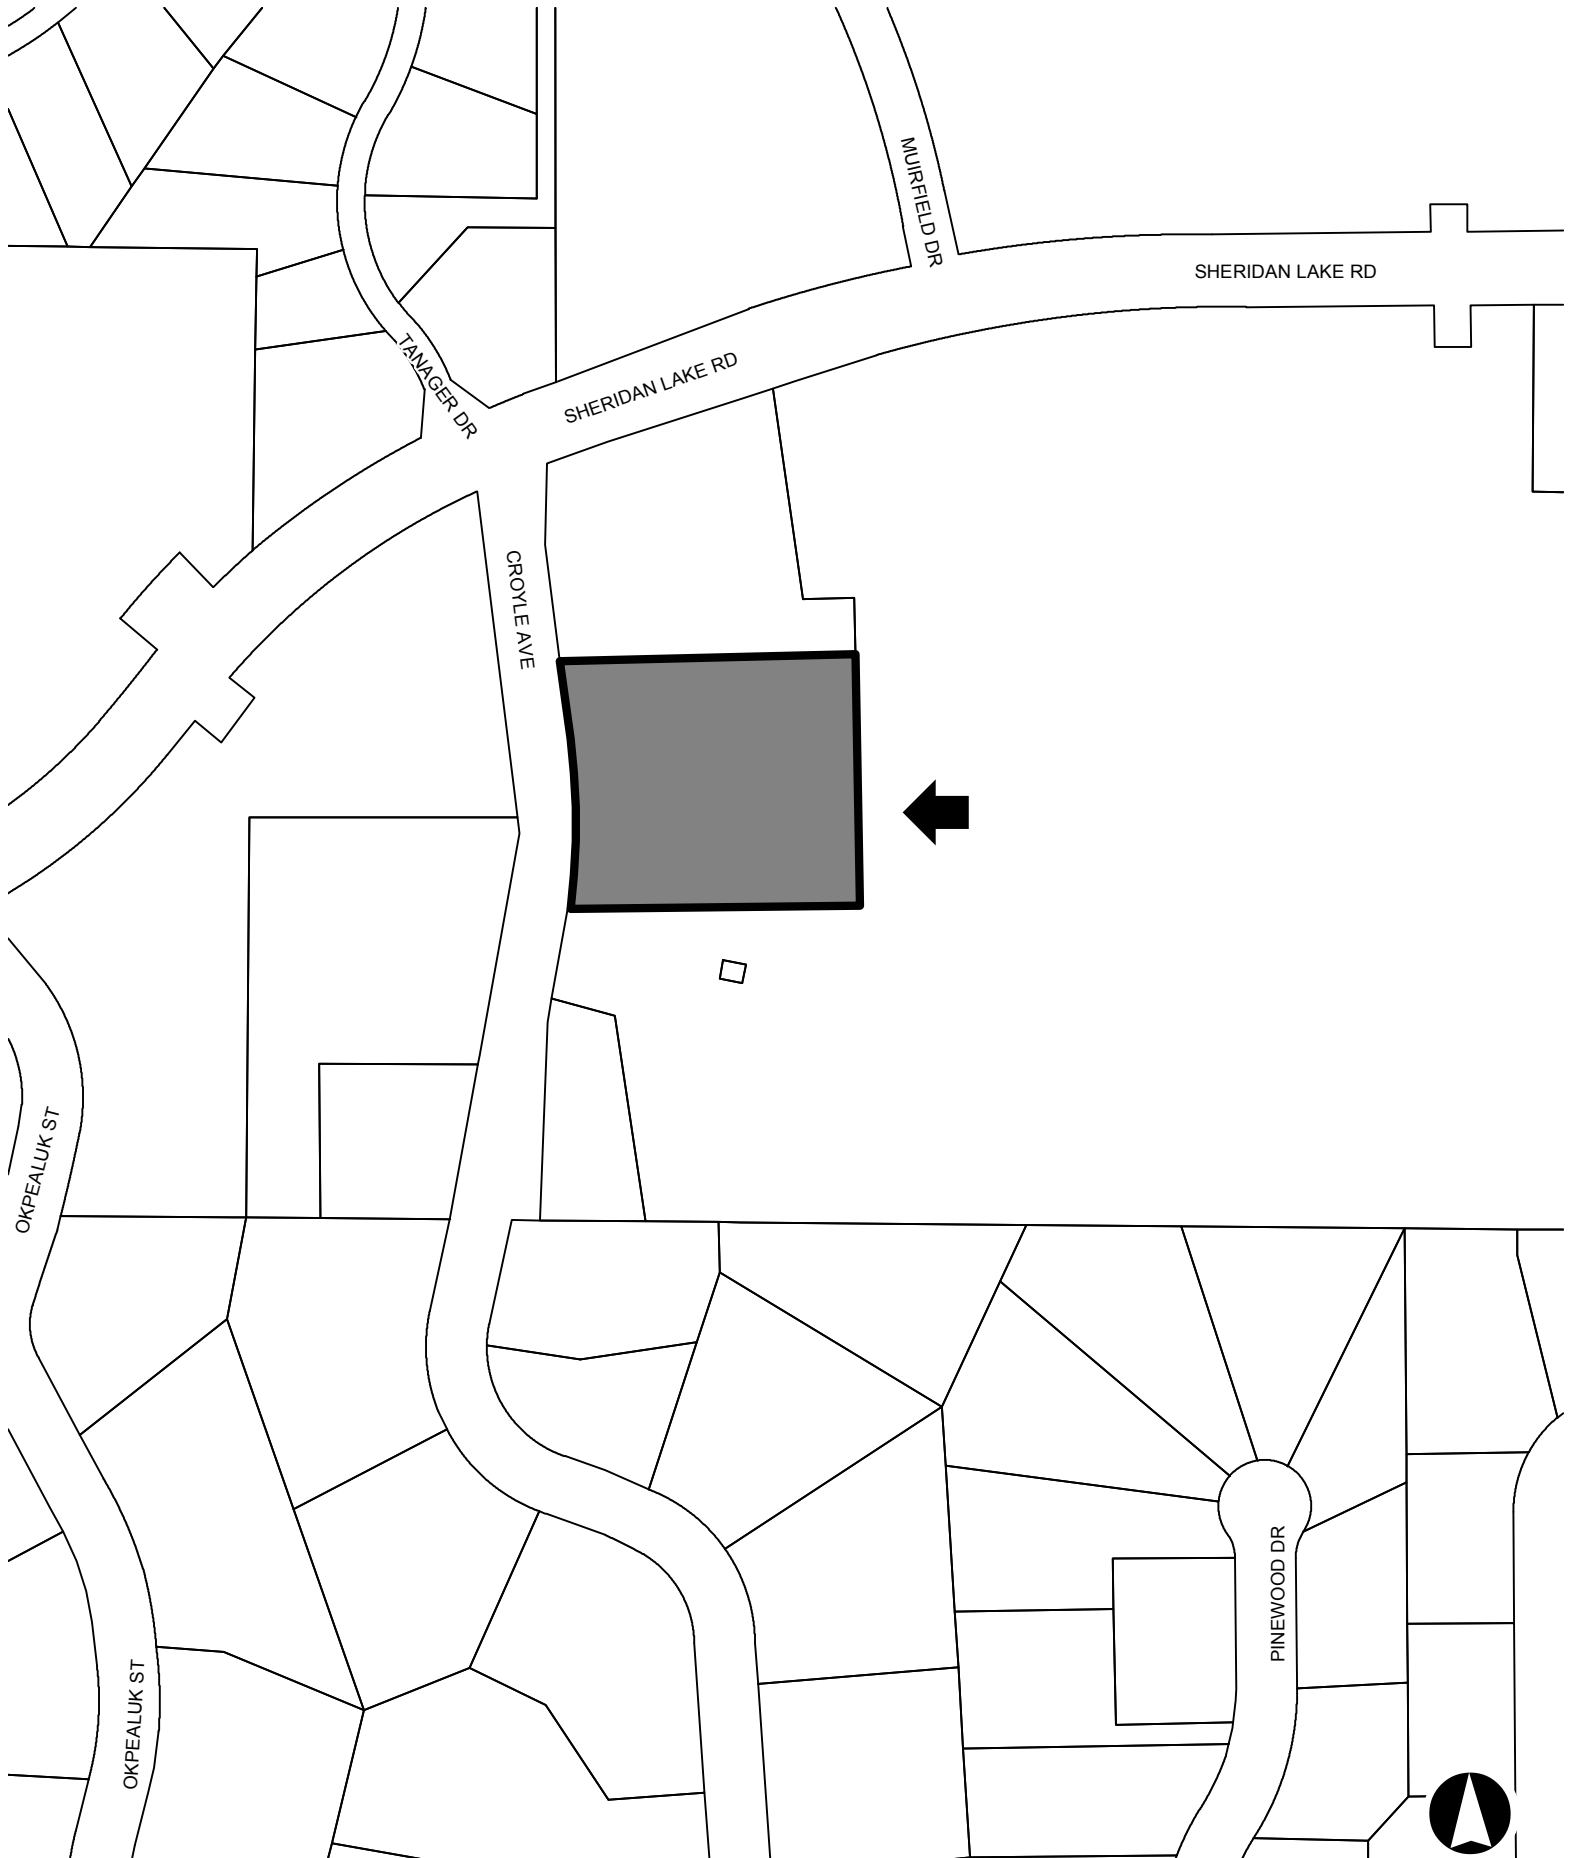 MUIRFIELD DR
SHERIDAN LAKE RD
TANAGER DR
SHERIDAN LAKE RD
CROYLE AVE
OKPEALUK ST
PINEWOOD DR
OKPEALUK ST